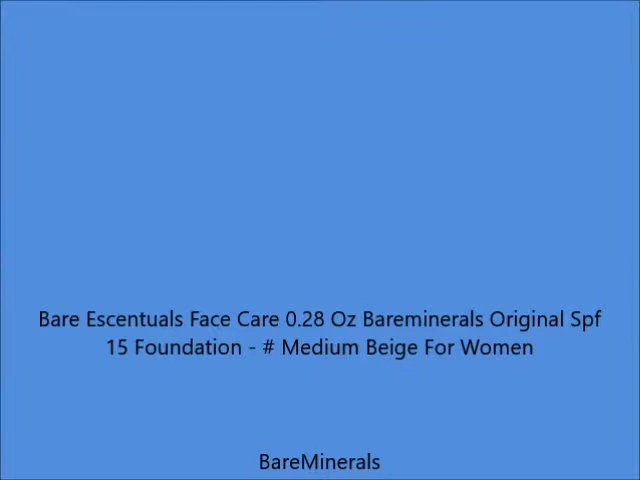 Bare Escentuals Face Care 0.28 Oz Bareminerals Original Spf
15 Foundation - # Medium Beige For Women
BareMinerals